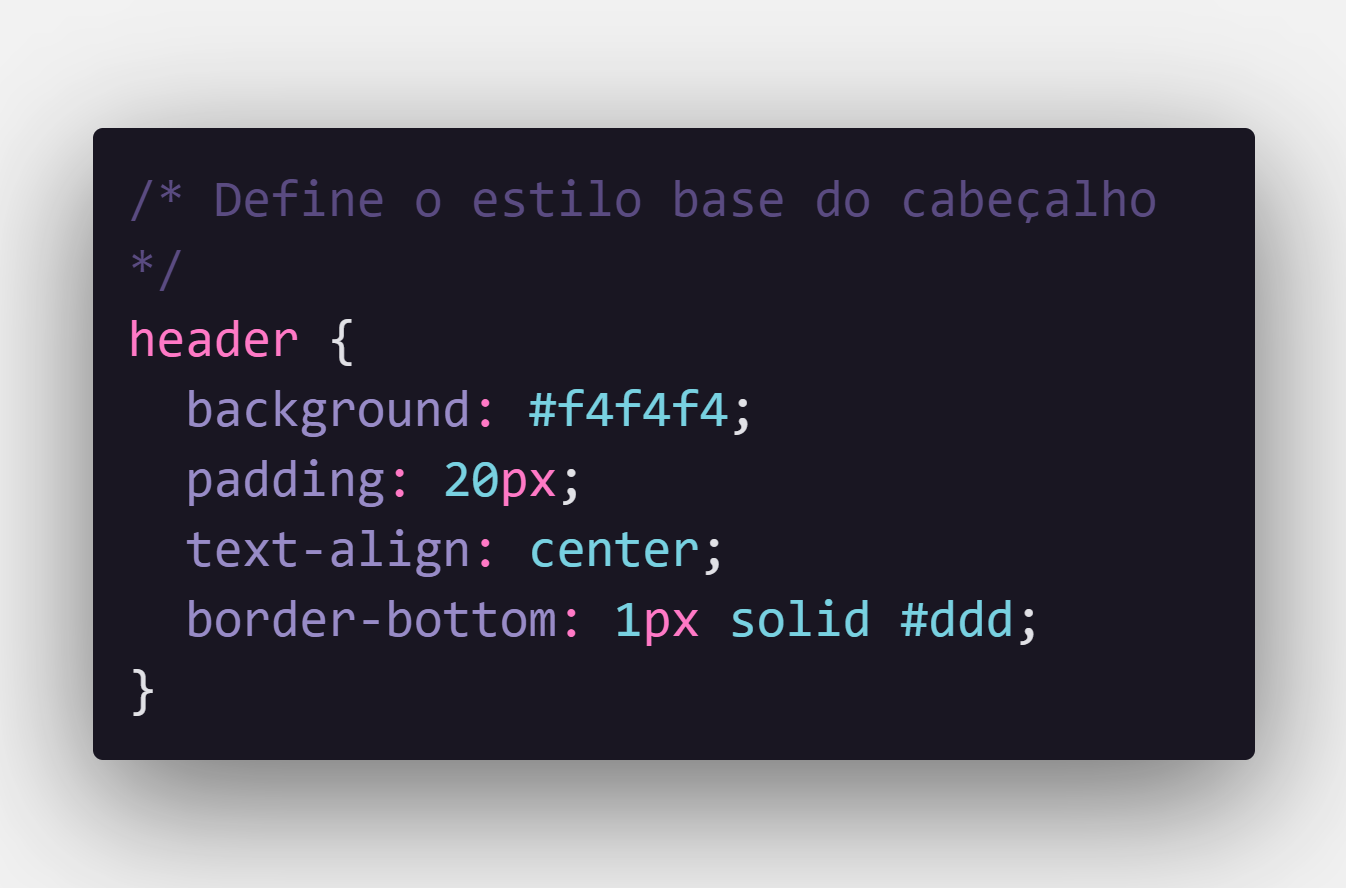 /* Define o estilo base do cabeçalho
*/
header {
  background: #f4f4f4;
  padding: 20px;
  text-align: center;
  border-bottom: 1px solid #ddd;
}